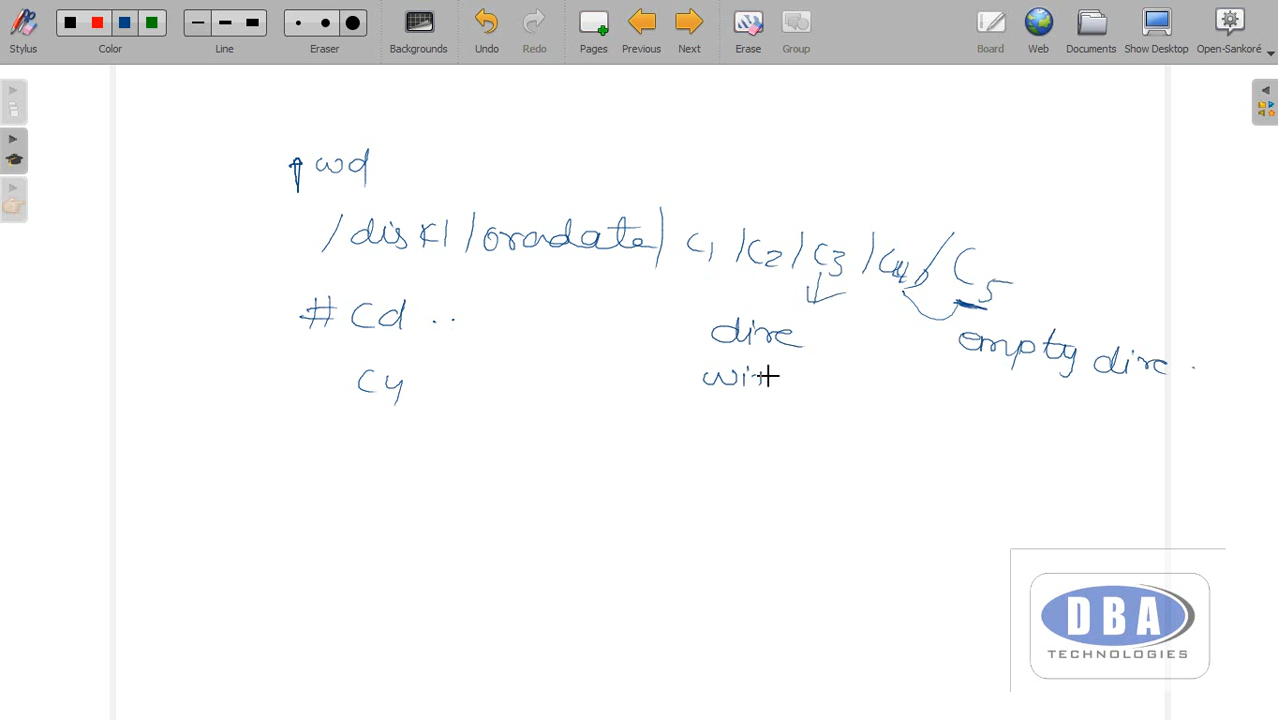 Stylus Color Line Eraser Backgrounds Undo Redo Pages Previous Next Erase Group Board Web Documents Show Desktop Open-Sankoré
pwd
/disk1/oradata/ c1/c2/c3/c4/c5
# cd ..
dire
empty dire.
c4
wit
DBA
TECHNOLOGIES